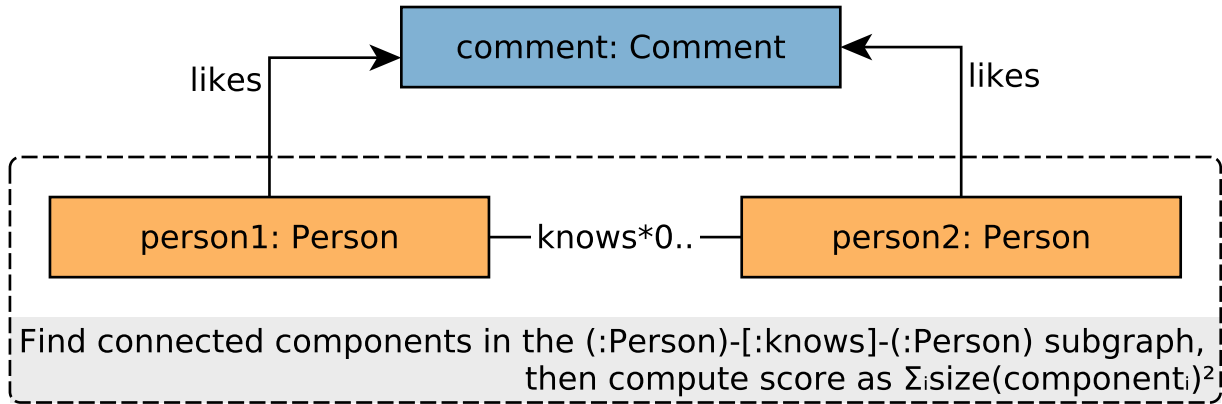 comment: Comment
likes
likes
person1: Person
knows*0..
person2: Person
Find connected components in the (:Person)-[:knows]-(:Person) subgraph,
then compute score as Σᵢsize(componentᵢ)²